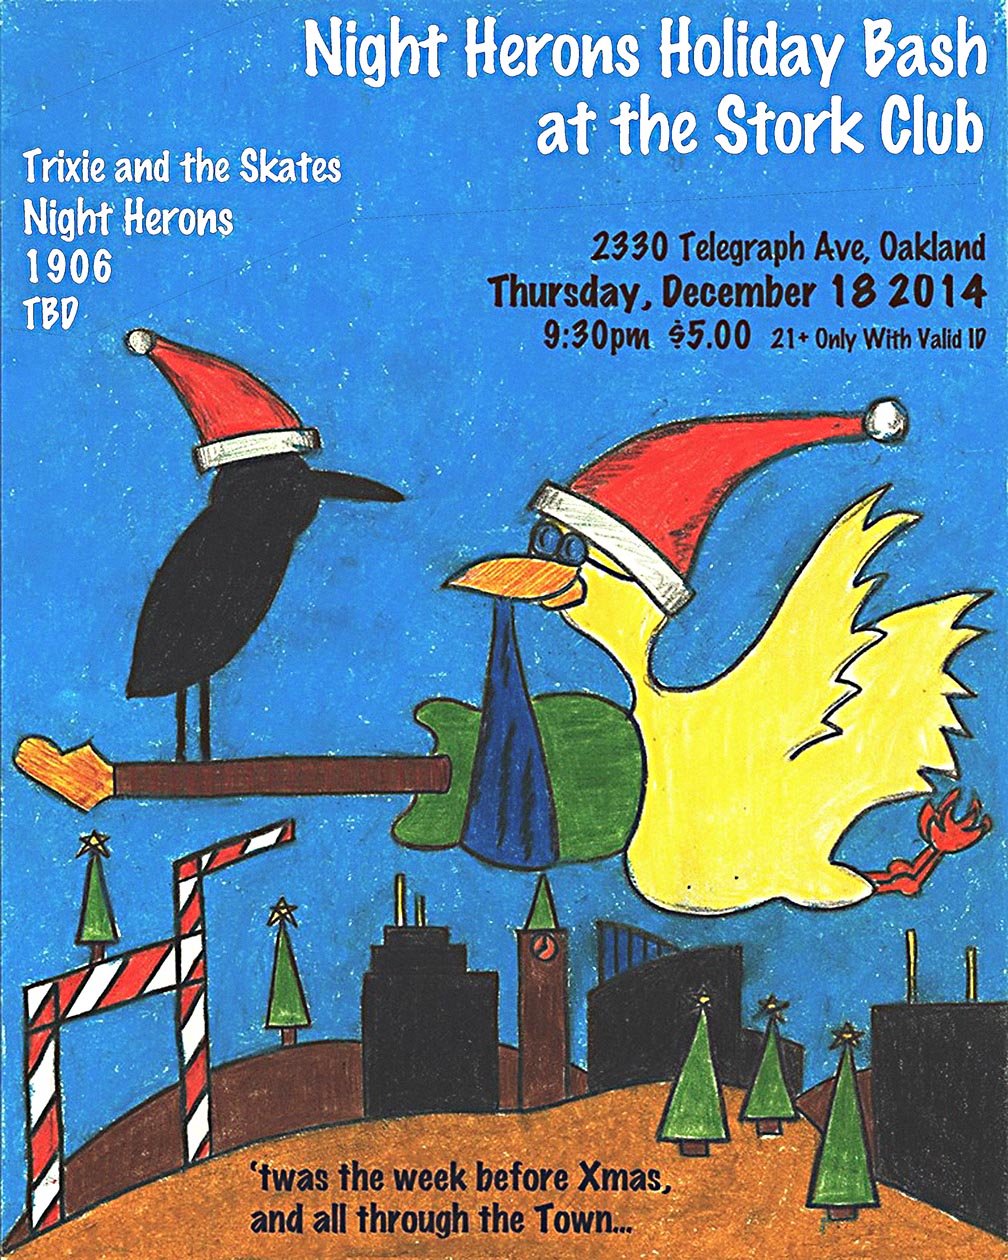 Night Herons Holiday Bash
at the Stork Club
Trixie and the Skates
Night Herons
1906
TBD
2330 Telegraph Ave, Oakland
Thursday, December 18 2014
9:30pm $5.00 21+ Only With Valid ID
‘twas the week before Xmas,
and all through the Town...